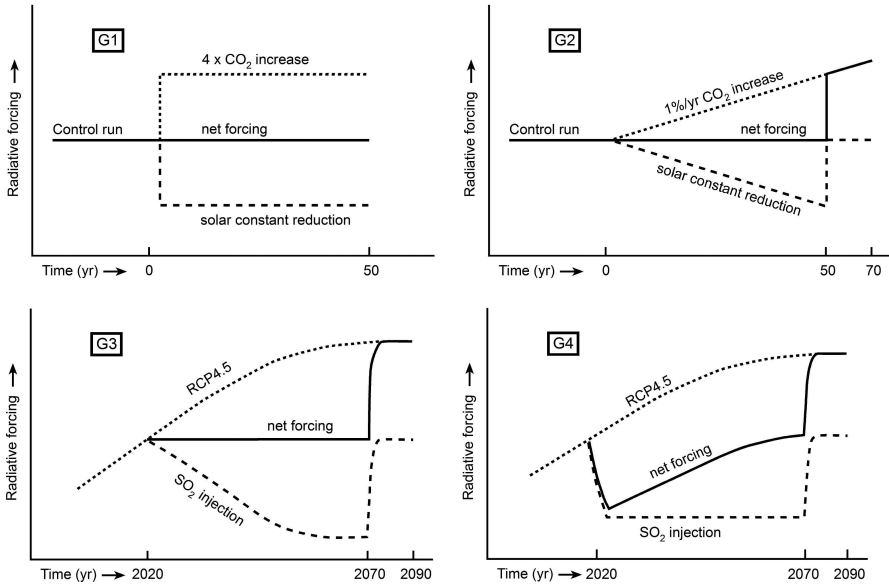 G1
4 x CO₂ increase
Control run
net forcing
solar constant reduction
Radiative forcing
Time (yr)
0
50
G2
1%/yr CO₂ increase
Control run
net forcing
solar constant reduction
Radiative forcing
Time (yr)
0
50
70
G3
RCP4.5
net forcing
SO₂ injection
Radiative forcing
Time (yr)
2020
2070
2090
G4
RCP4.5
net forcing
SO₂ injection
Radiative forcing
Time (yr)
2020
2070
2090